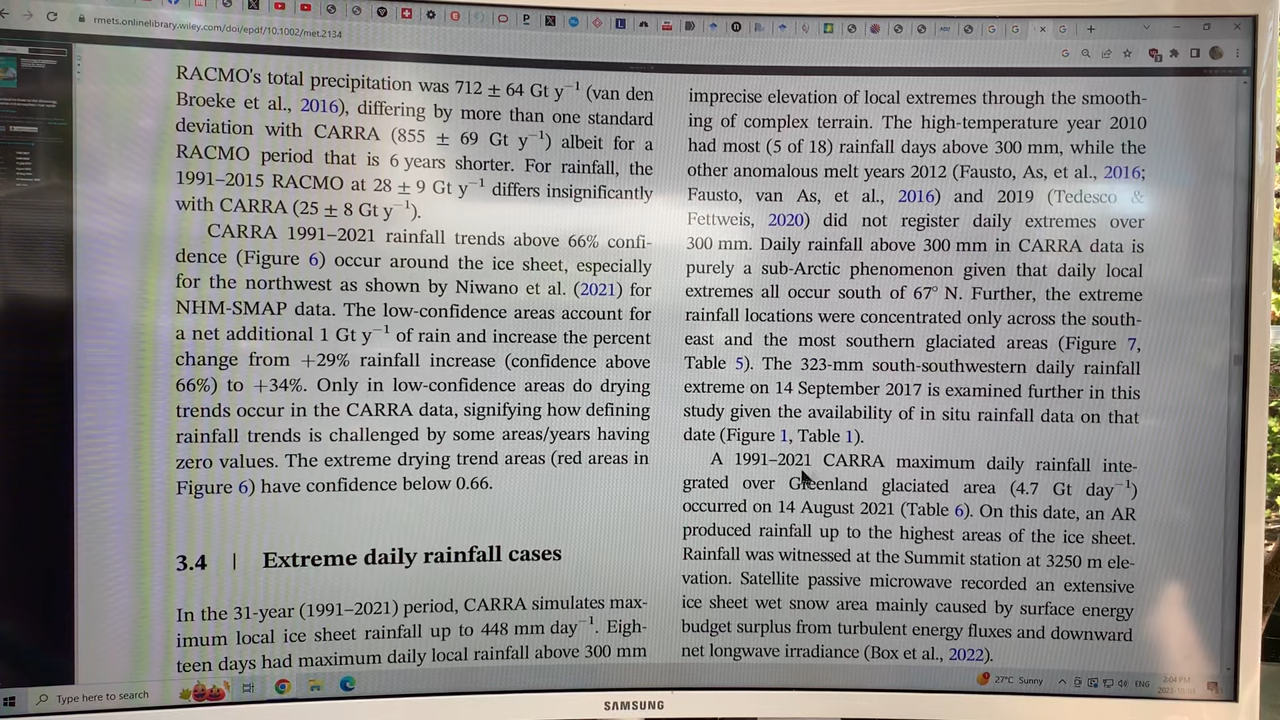 rmets.onlinelibrary.wiley.com/doi/epdf/10.1002/met.2134
RACMO's total precipitation was 712 ± 64 Gt y⁻¹ (van den
Broeke et al., 2016), differing by more than one standard
deviation with CARRA (855 ± 69 Gt y⁻¹) albeit for a
RACMO period that is 6 years shorter. For rainfall, the
1991–2015 RACMO at 28 ± 9 Gt y⁻¹ differs insignificantly
with CARRA (25 ± 8 Gt y⁻¹).
CARRA 1991–2021 rainfall trends above 66% confi-
dence (Figure 6) occur around the ice sheet, especially
for the northwest as shown by Niwano et al. (2021) for
NHM-SMAP data. The low-confidence areas account for
a net additional 1 Gt y⁻¹ of rain and increase the percent
change from +29% rainfall increase (confidence above
66%) to +34%. Only in low-confidence areas do drying
trends occur in the CARRA data, signifying how defining
rainfall trends is challenged by some areas/years having
zero values. The extreme drying trend areas (red areas in
Figure 6) have confidence below 0.66.
3.4 | Extreme daily rainfall cases
In the 31-year (1991–2021) period, CARRA simulates max-
imum local ice sheet rainfall up to 448 mm day⁻¹. Eigh-
teen days had maximum daily local rainfall above 300 mm
imprecise elevation of local extremes through the smooth-
ing of complex terrain. The high-temperature year 2010
had most (5 of 18) rainfall days above 300 mm, while the
other anomalous melt years 2012 (Fausto, As, et al., 2016;
Fausto, van As, et al., 2016) and 2019 (Tedesco &
Fettweis, 2020) did not register daily extremes over
300 mm. Daily rainfall above 300 mm in CARRA data is
purely a sub-Arctic phenomenon given that daily local
extremes all occur south of 67° N. Further, the extreme
rainfall locations were concentrated only across the south-
east and the most southern glaciated areas (Figure 7,
Table 5). The 323-mm south-southwestern daily rainfall
extreme on 14 September 2017 is examined further in this
study given the availability of in situ rainfall data on that
date (Figure 1, Table 1).
A 1991–2021 CARRA maximum daily rainfall inte-
grated over Greenland glaciated area (4.7 Gt day⁻¹)
occurred on 14 August 2021 (Table 6). On this date, an AR
produced rainfall up to the highest areas of the ice sheet.
Rainfall was witnessed at the Summit station at 3250 m ele-
vation. Satellite passive microwave recorded an extensive
ice sheet wet snow area mainly caused by surface energy
budget surplus from turbulent energy fluxes and downward
net longwave irradiance (Box et al., 2022).
Type here to search
27°C Sunny
ENG
2:04 PM
SAMSUNG